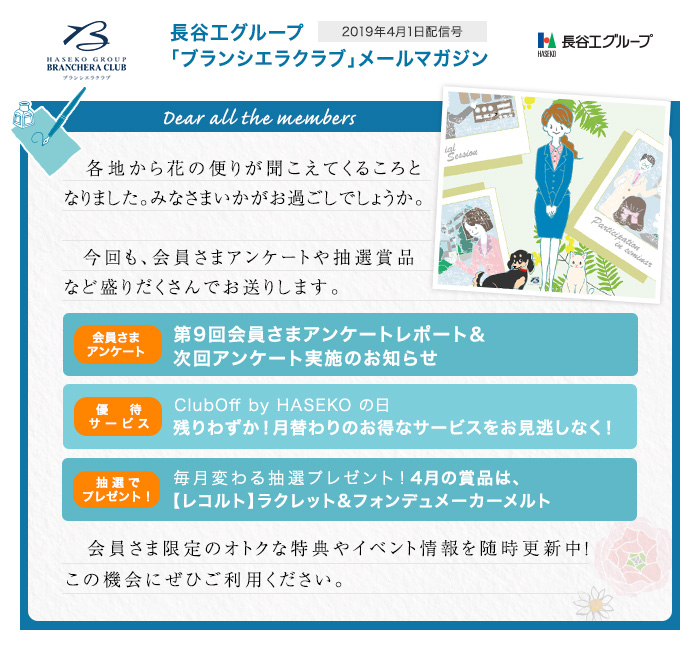 HASEKO GROUP
BRANCHERA CLUB
ブランシエラクラブ
長谷工グループ
2019年4月1日配信号
「ブランシエラクラブ」メールマガジン
HASEKO
長谷工グループ
Dear all the members
ial
Session
Participation
in seminar
各地から花の便りが聞こえてくるころと
なりました。みなさまいかがお過ごしでしょうか。
今回も、会員さまアンケートや抽選賞品
など盛りだくさんでお送りします。
会員さま
アンケート
第9回会員さまアンケートレポート＆
次回アンケート実施のお知らせ
優待
サービス
ClubOff by HASEKO の日
残りわずか！月替わりのお得なサービスをお見逃しなく！
抽選で
プレゼント！
毎月変わる抽選プレゼント！4月の賞品は、
【レコルト】ラクレット＆フォンデュメーカーメルト
会員さま限定のオトクな特典やイベント情報を随時更新中！
この機会にぜひご利用ください。